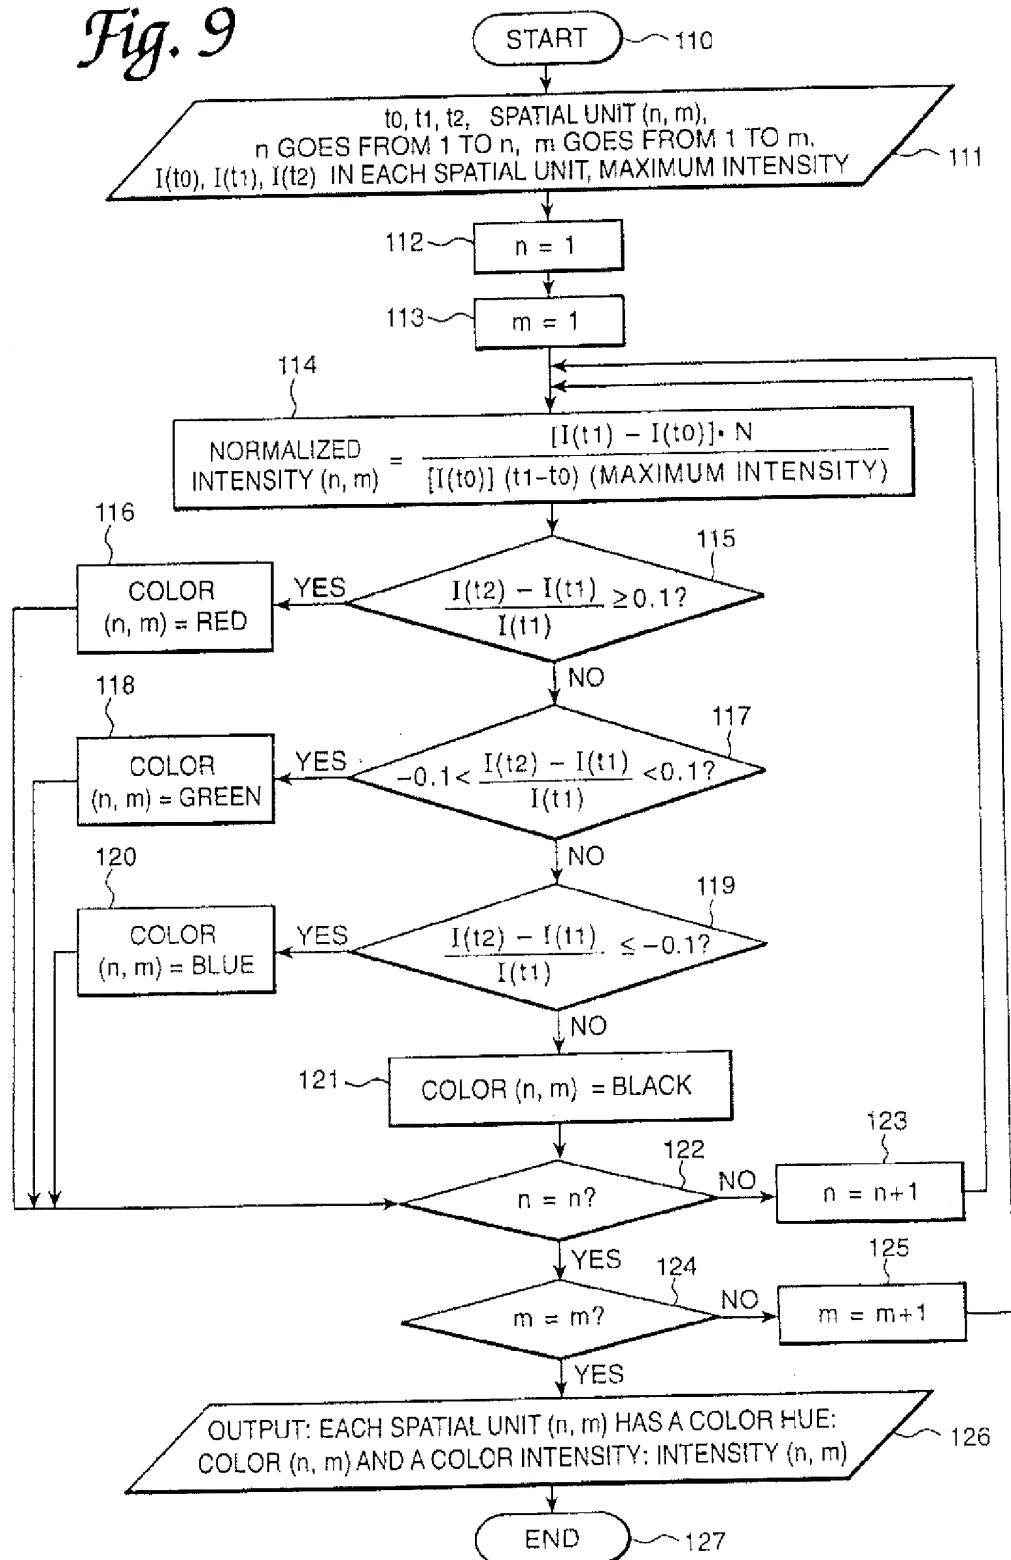 Fig. 9
START
110
t0, t1, t2, SPATIAL UNIT (n, m),
n GOES FROM 1 TO n, m GOES FROM 1 TO m,
I(t0), I(t1), I(t2) IN EACH SPATIAL UNIT, MAXIMUM INTENSITY
111
112
n = 1
113
m = 1
114
NORMALIZED
INTENSITY (n, m) =
[I(t1) – I(t0)]• N
[I(t0)] (t1–t0) (MAXIMUM INTENSITY)
115
I(t2) – I(t1)
I(t1)
≥ 0.1?
YES
116
COLOR
(n, m) = RED
NO
117
–0.1 <
I(t2) – I(t1)
I(t1)
<0.1?
YES
118
COLOR
(n, m) = GREEN
NO
119
I(t2) – I(t1)
I(t1)
≤ –0.1?
YES
120
COLOR
(n, m) = BLUE
NO
121
COLOR (n, m) = BLACK
122
n = n?
NO
123
n = n+1
YES
124
m = m?
NO
125
m = m+1
YES
OUTPUT: EACH SPATIAL UNIT (n, m) HAS A COLOR HUE:
COLOR (n, m) AND A COLOR INTENSITY: INTENSITY (n, m)
126
END
127